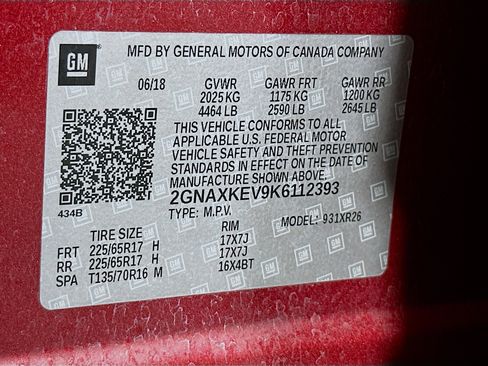 GM
MFD BY GENERAL MOTORS OF CANADA COMPANY
06/18 GVWR GAWR FRT GAWR RR
2025 KG 1175 KG 1200 KG
4464 LB 2590 LB 2645 LB
THIS VEHICLE CONFORMS TO ALL
APPLICABLE U.S. FEDERAL MOTOR
VEHICLE SAFETY AND THEFT PREVENTION
STANDARDS IN EFFECT ON THE DATE OF
MANUFACTURE SHOWN ABOVE.
2GNAXKEV9K6112393
434B TYPE: M.P.V. MODEL: 931XR26
TIRE SIZE RIM
FRT 225/65R17 H 17X7J
RR 225/65R17 H 17X7J
SPA T135/70R16 M 16X4BT